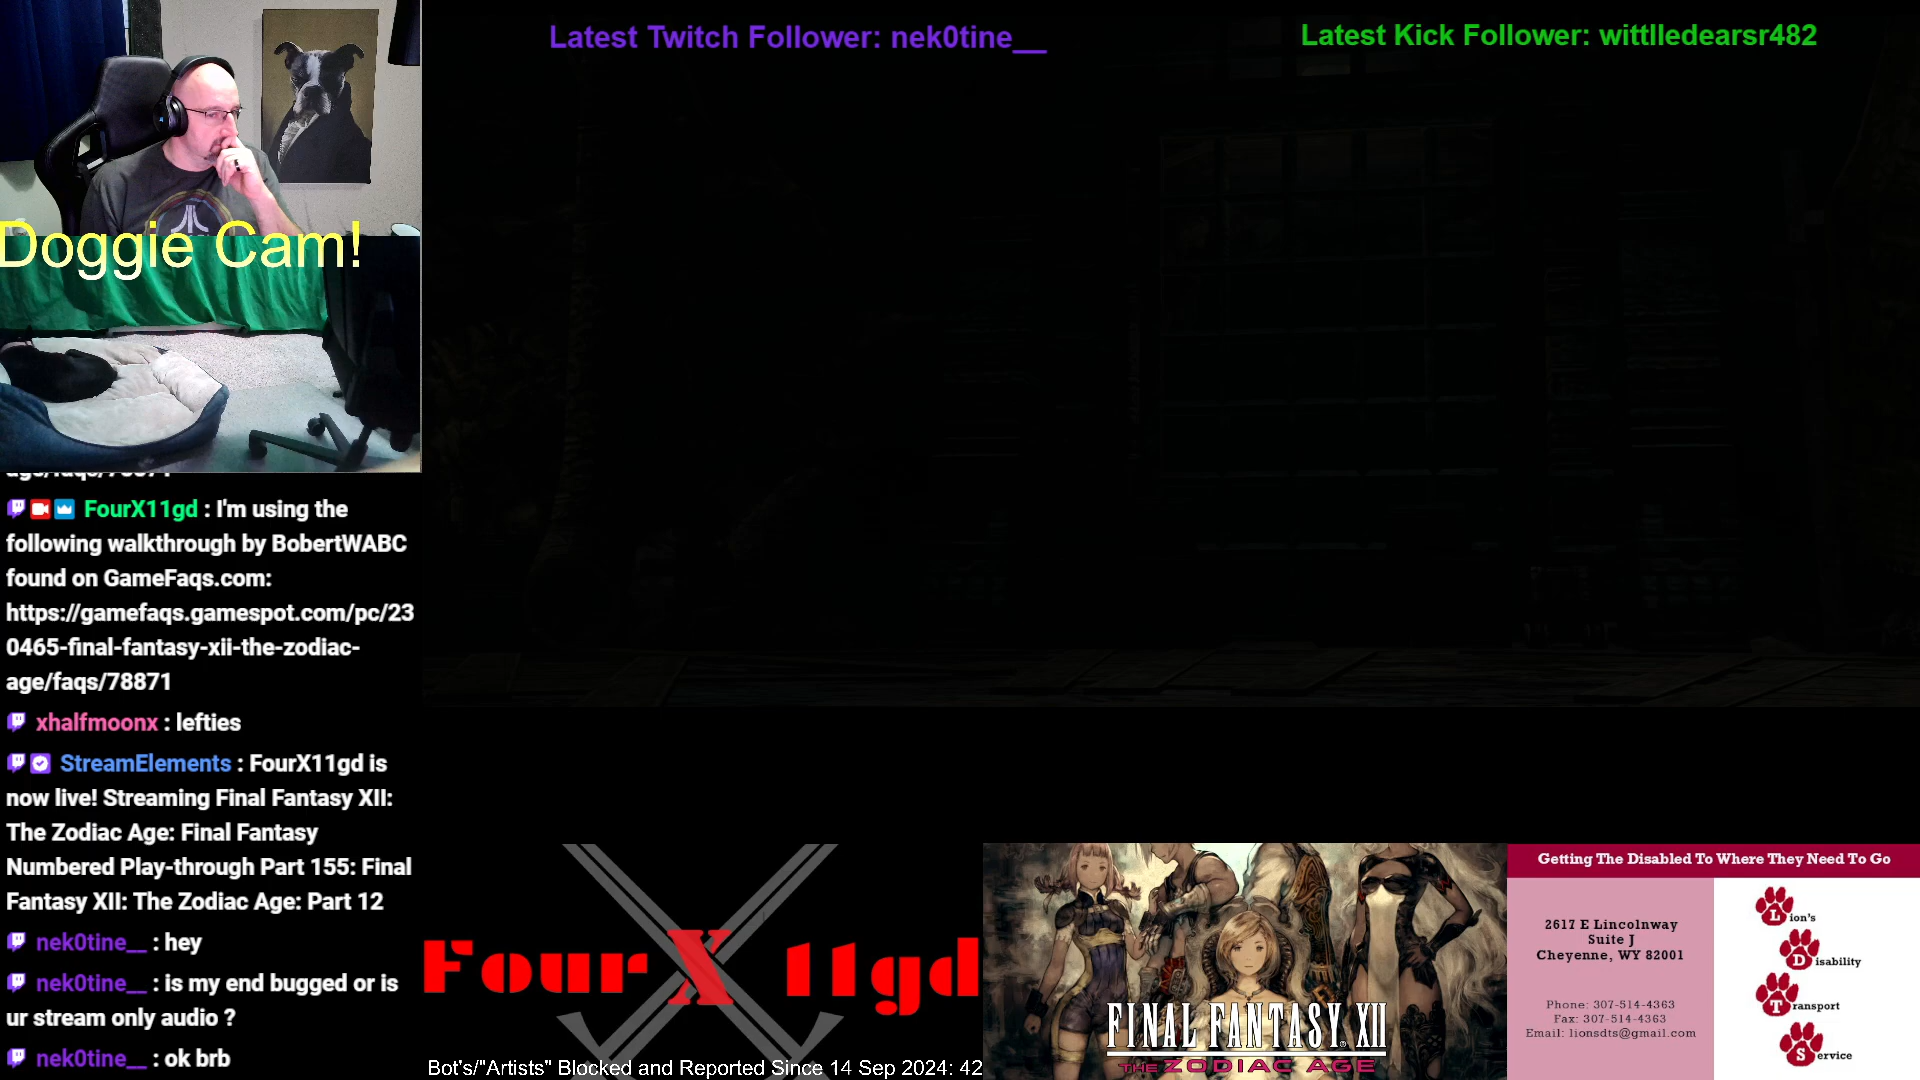 Latest Twitch Follower: nek0tine__
Latest Kick Follower: wittlledearsr482
Doggie Cam!
FourX11gd : I'm using the
following walkthrough by BobertWABC
found on GameFaqs.com:
https://gamefaqs.gamespot.com/pc/23
0465-final-fantasy-xii-the-zodiac-
age/faqs/78871
xhalfmoonx : lefties
StreamElements : FourX11gd is
now live! Streaming Final Fantasy XII:
The Zodiac Age: Final Fantasy
Numbered Play-through Part 155: Final
Fantasy XII: The Zodiac Age: Part 12
nek0tine__ : hey
nek0tine__ : is my end bugged or is
ur stream only audio ?
nek0tine__ : ok brb
Four X 11gd
Bot's/"Artists" Blocked and Reported Since 14 Sep 2024: 42
FINAL FANTASY XII
THE ZODIAC AGE
Getting The Disabled To Where They Need To Go
2617 E Lincolnway
Suite J
Cheyenne, WY 82001
Phone: 307-514-4363
Fax: 307-514-4363
Email: lionsdts@gmail.com
Lion's
Disability
Transport
Service